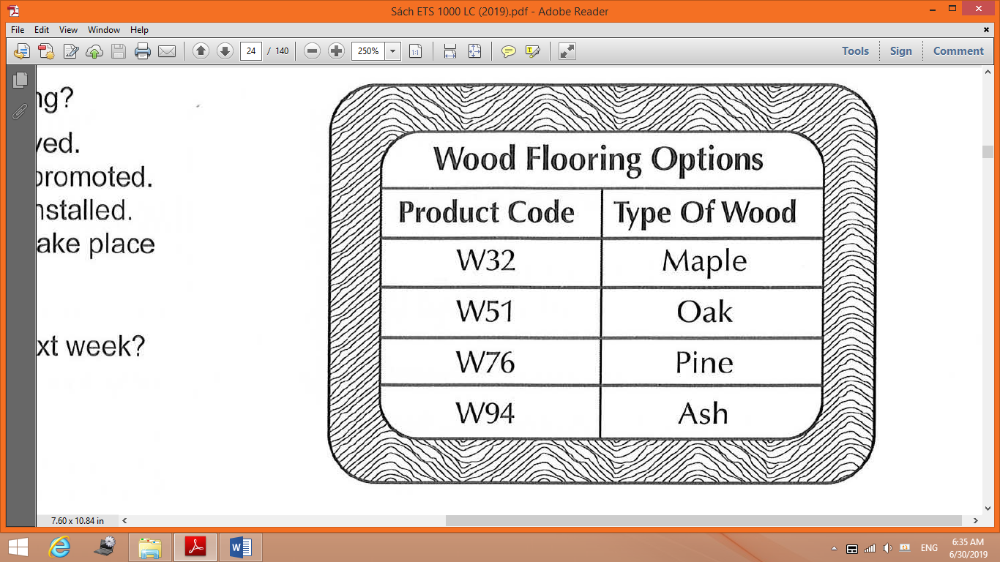 Sách ETS 1000 LC (2019).pdf - Adobe Reader
File Edit View Window Help
24 / 140 250% Tools Sign Comment
ng?
ved.
promoted.
nstalled.
ake place
xt week?
Wood Flooring Options
Product Code Type Of Wood
W32 Maple
W51 Oak
W76 Pine
W94 Ash
7.60 x 10.84 in
ENG
6:35 AM
6/30/2019